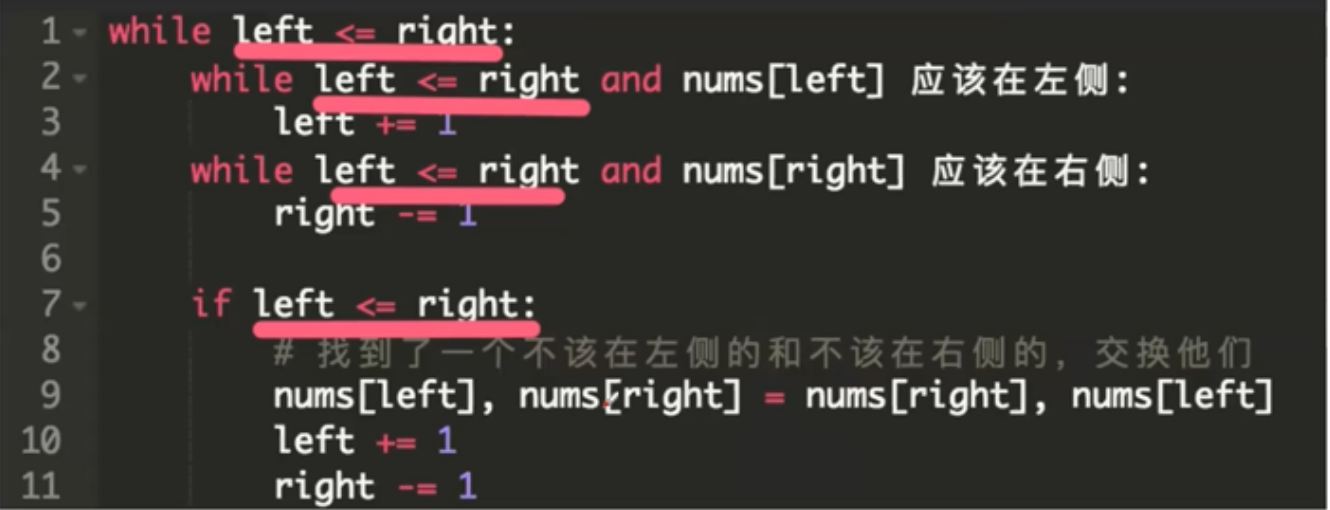 1 while left <= right:
2 while left <= right and nums[left] 应该在左侧:
3 left += 1
4 while left <= right and nums[right] 应该在右侧:
5 right -= 1
6
7 if left <= right:
8 # 找到了一个不该在左侧的和不该在右侧的，交换他们
9 nums[left], nums[right] = nums[right], nums[left]
10 left += 1
11 right -= 1